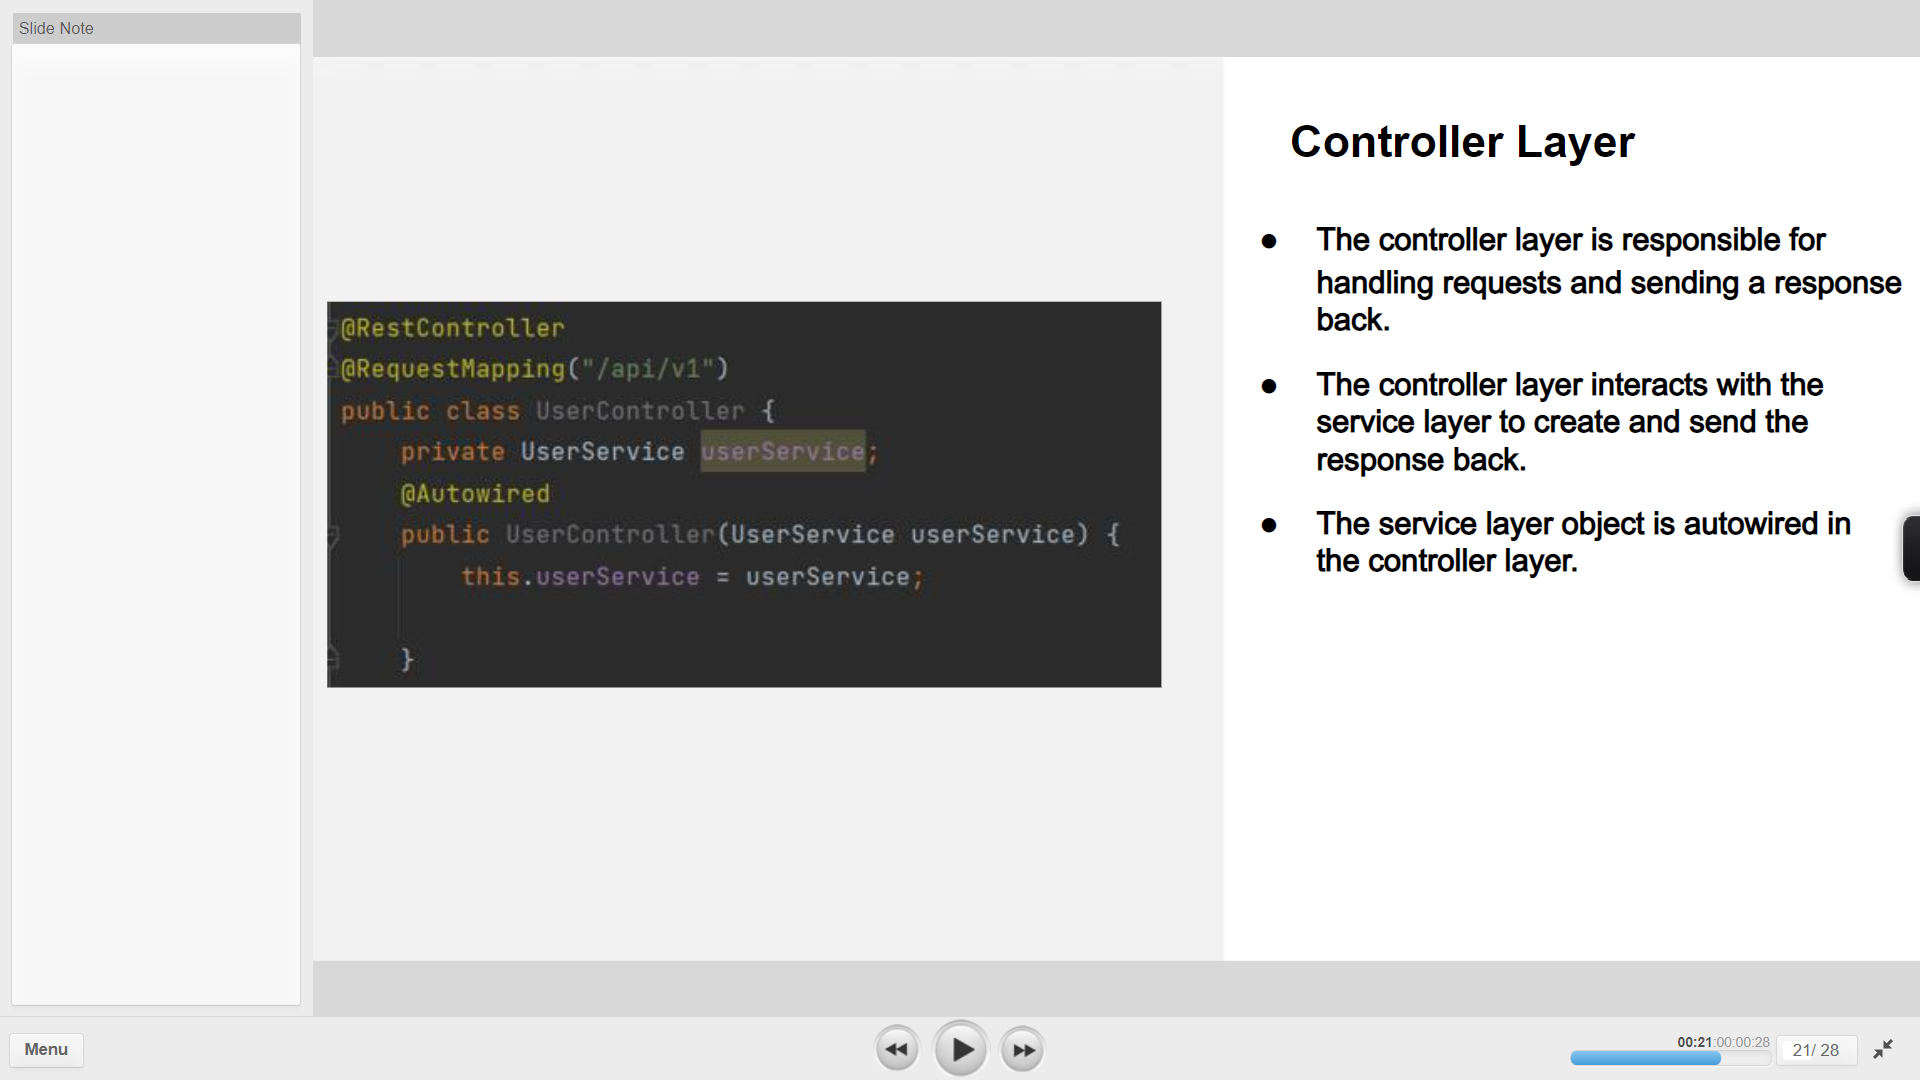 Slide Note
@RestController
@RequestMapping("/api/v1")
public class UserController {
private UserService userService;
@Autowired
public UserController(UserService userService) {
this.userService = userService;
}
Controller Layer
● The controller layer is responsible for
handling requests and sending a response
back.
● The controller layer interacts with the
service layer to create and send the
response back.
● The service layer object is autowired in
the controller layer.
Menu
00:21:00:00:28
21/ 28